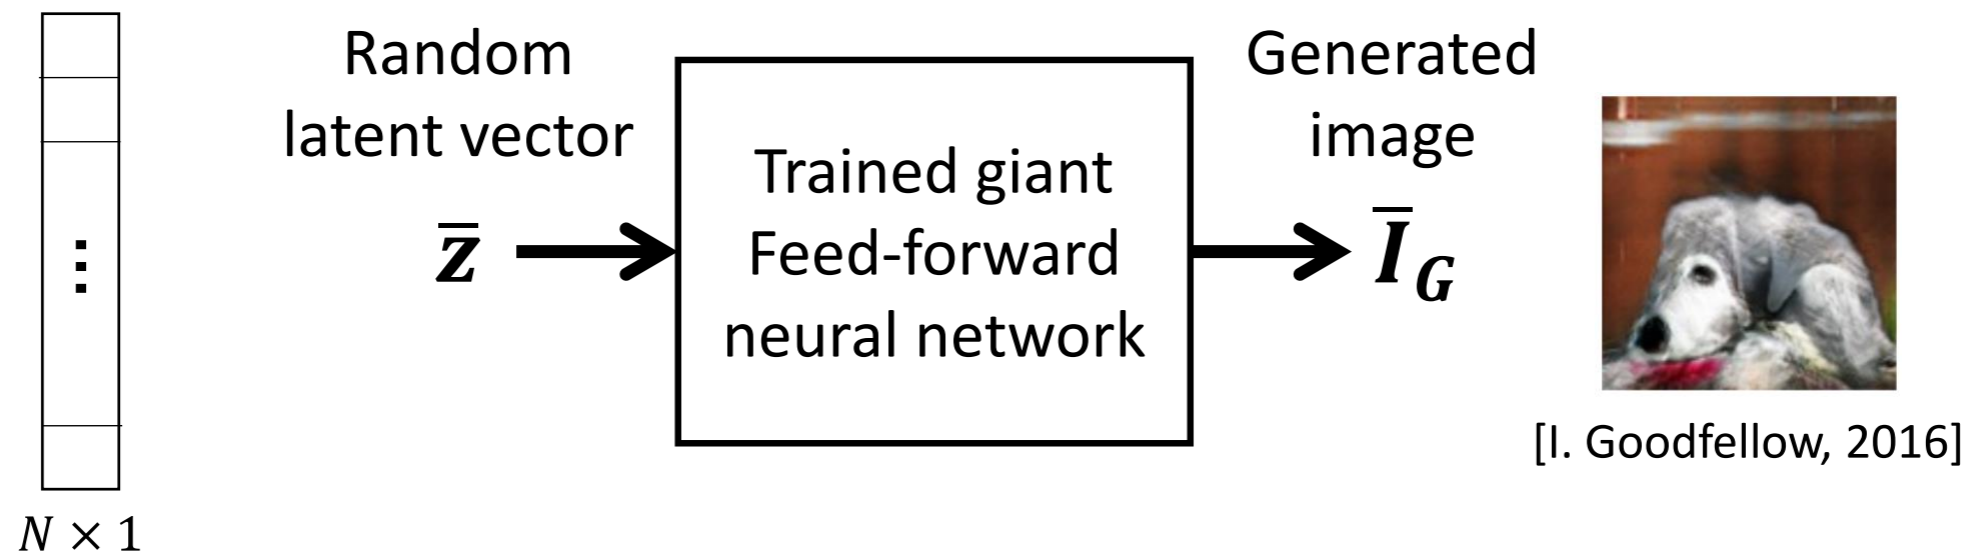 Random
latent vector
z̄
⋮
N × 1
Trained giant
Feed-forward
neural network
Generated
image
Ī_G
[I. Goodfellow, 2016]